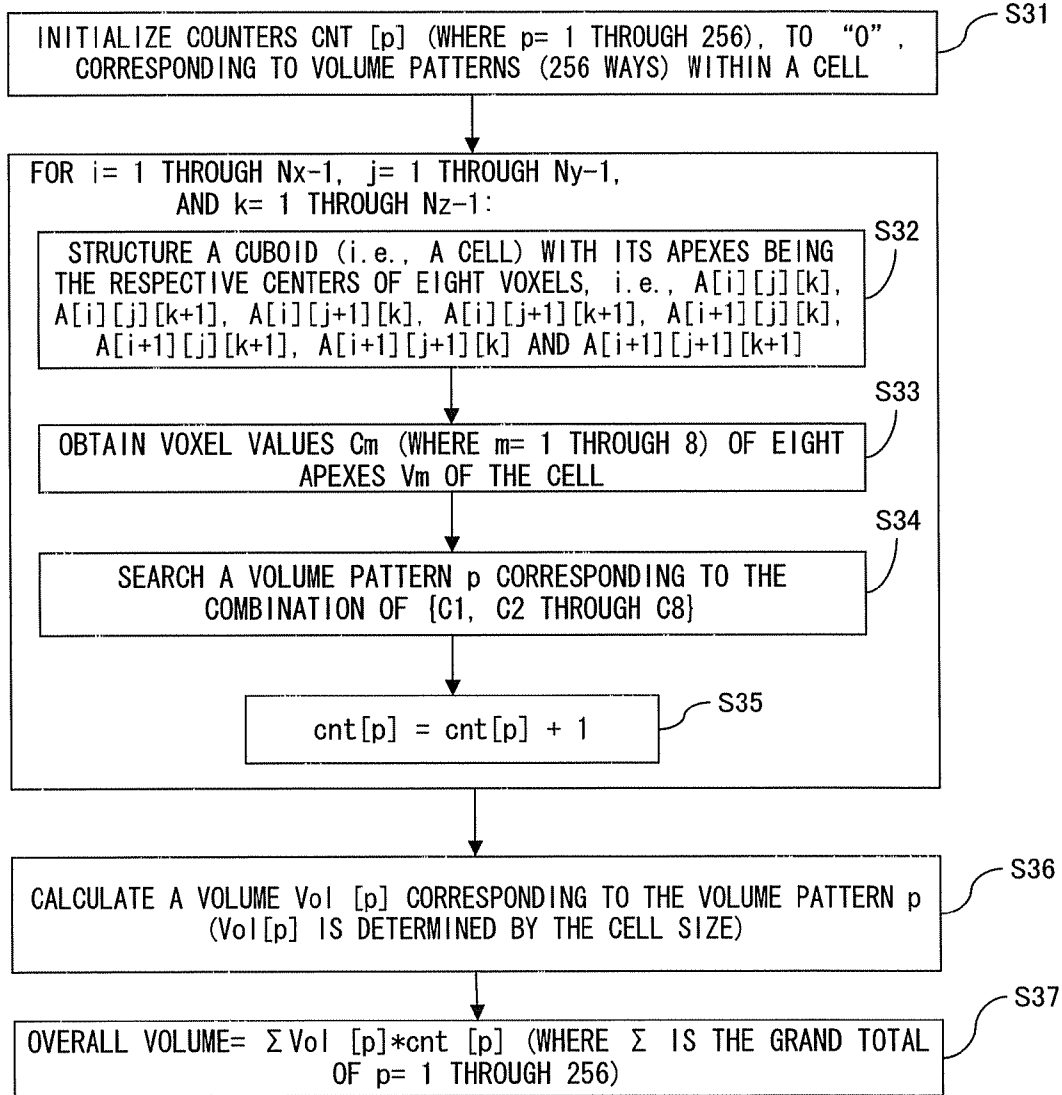 S31
INITIALIZE COUNTERS CNT [p] (WHERE p= 1 THROUGH 256), TO “0”,
CORRESPONDING TO VOLUME PATTERNS (256 WAYS) WITHIN A CELL
FOR i= 1 THROUGH Nx-1, j= 1 THROUGH Ny-1,
AND k= 1 THROUGH Nz-1:
S32
STRUCTURE A CUBOID (i.e., A CELL) WITH ITS APEXES BEING
THE RESPECTIVE CENTERS OF EIGHT VOXELS, i.e., A[i][j][k],
A[i][j][k+1], A[i][j+1][k], A[i][j+1][k+1], A[i+1][j][k],
A[i+1][j][k+1], A[i+1][j+1][k] AND A[i+1][j+1][k+1]
S33
OBTAIN VOXEL VALUES Cm (WHERE m= 1 THROUGH 8) OF EIGHT
APEXES Vm OF THE CELL
S34
SEARCH A VOLUME PATTERN p CORRESPONDING TO THE
COMBINATION OF {C1, C2 THROUGH C8}
S35
cnt[p] = cnt[p] + 1
S36
CALCULATE A VOLUME Vol [p] CORRESPONDING TO THE VOLUME PATTERN p
(Vol[p] IS DETERMINED BY THE CELL SIZE)
S37
OVERALL VOLUME= ΣVol [p]*cnt [p] (WHERE Σ IS THE GRAND TOTAL
OF p= 1 THROUGH 256)